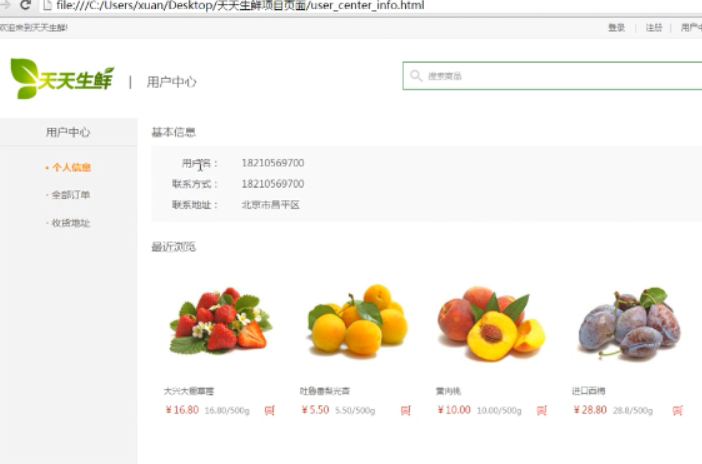 file:///C:/Users/xuan/Desktop/天天生鲜项目页面/user_center_info.html
欢迎来到天天生鲜!
登录 | 注册 | 用户中
天天生鲜 | 用户中心
搜索商品
用户中心
· 个人信息
· 全部订单
· 收货地址
基本信息
用户名： 18210569700
联系方式： 18210569700
联系地址： 北京市昌平区
最近浏览
大兴大棚草莓
￥16.80 16.80/500g
吐鲁番梨光杏
￥5.50 5.50/500g
黄肉桃
￥10.00 10.00/500g
进口西梅
￥28.80 28.8/500g